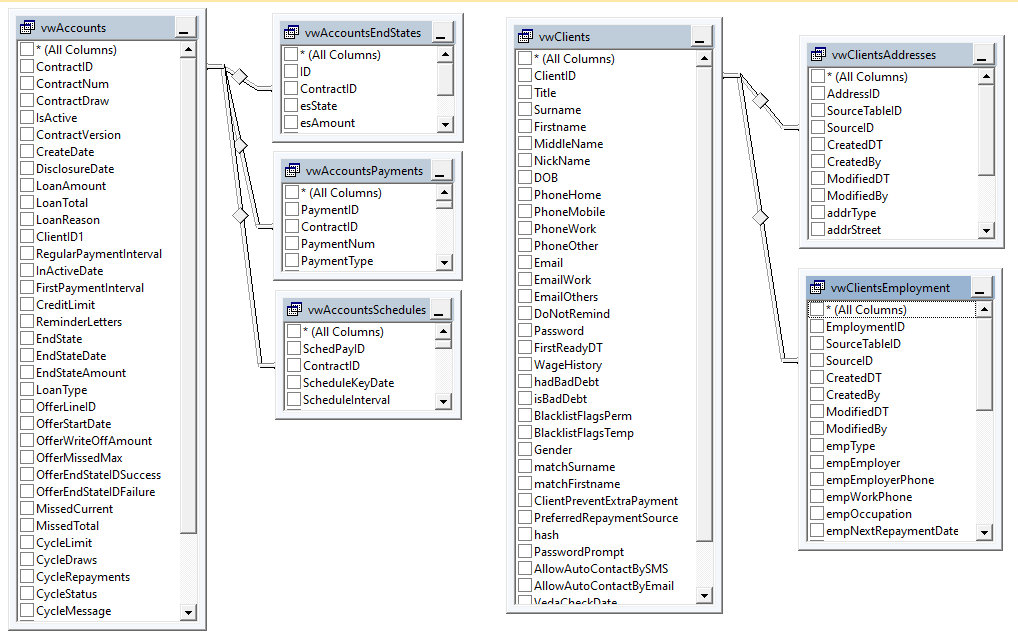 vwAccounts
* (All Columns)
ContractID
ContractNum
ContractDraw
IsActive
ContractVersion
CreateDate
DisclosureDate
LoanAmount
LoanTotal
LoanReason
ClientID1
RegularPaymentInterval
InActiveDate
FirstPaymentInterval
CreditLimit
ReminderLetters
EndState
EndStateDate
EndStateAmount
LoanType
OfferLineID
OfferStartDate
OfferWriteOffAmount
OfferMissedMax
OfferEndStateIDSuccess
OfferEndStateIDFailure
MissedCurrent
MissedTotal
CycleLimit
CycleDraws
CycleRepayments
CycleStatus
CycleMessage
vwAccountsEndStates
* (All Columns)
ID
ContractID
esState
esAmount
vwAccountsPayments
* (All Columns)
PaymentID
ContractID
PaymentNum
PaymentType
vwAccountsSchedules
* (All Columns)
SchedPayID
ContractID
ScheduleKeyDate
ScheduleInterval
vwClients
* (All Columns)
ClientID
Title
Surname
Firstname
MiddleName
NickName
DOB
PhoneHome
PhoneMobile
PhoneWork
PhoneOther
Email
EmailWork
EmailOthers
DoNotRemind
Password
FirstReadyDT
WageHistory
hadBadDebt
isBadDebt
BlacklistFlagsPerm
BlacklistFlagsTemp
Gender
matchSurname
matchFirstname
ClientPreventExtraPayment
PreferredRepaymentSource
hash
PasswordPrompt
AllowAutoContactBySMS
AllowAutoContactByEmail
VedaCheckDate
vwClientsAddresses
* (All Columns)
AddressID
SourceTableID
SourceID
CreatedDT
CreatedBy
ModifiedDT
ModifiedBy
addrType
addrStreet
vwClientsEmployment
* (All Columns)
EmploymentID
SourceTableID
SourceID
CreatedDT
CreatedBy
ModifiedDT
ModifiedBy
empType
empEmployer
empEmployerPhone
empWorkPhone
empOccupation
empNextRepaymentDate